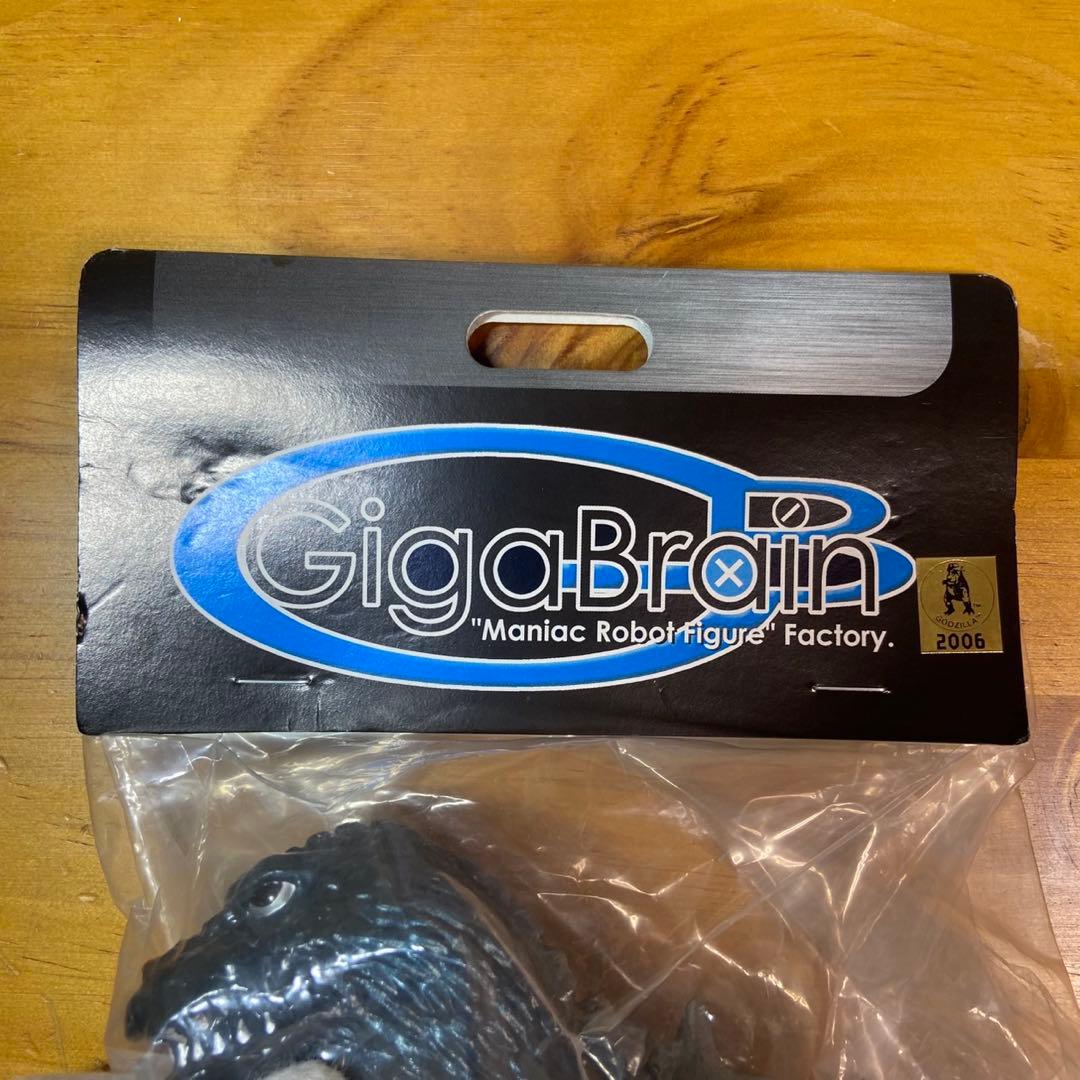 GigaBrain
"Maniac Robot Figure" Factory.
GODZILLA
2006